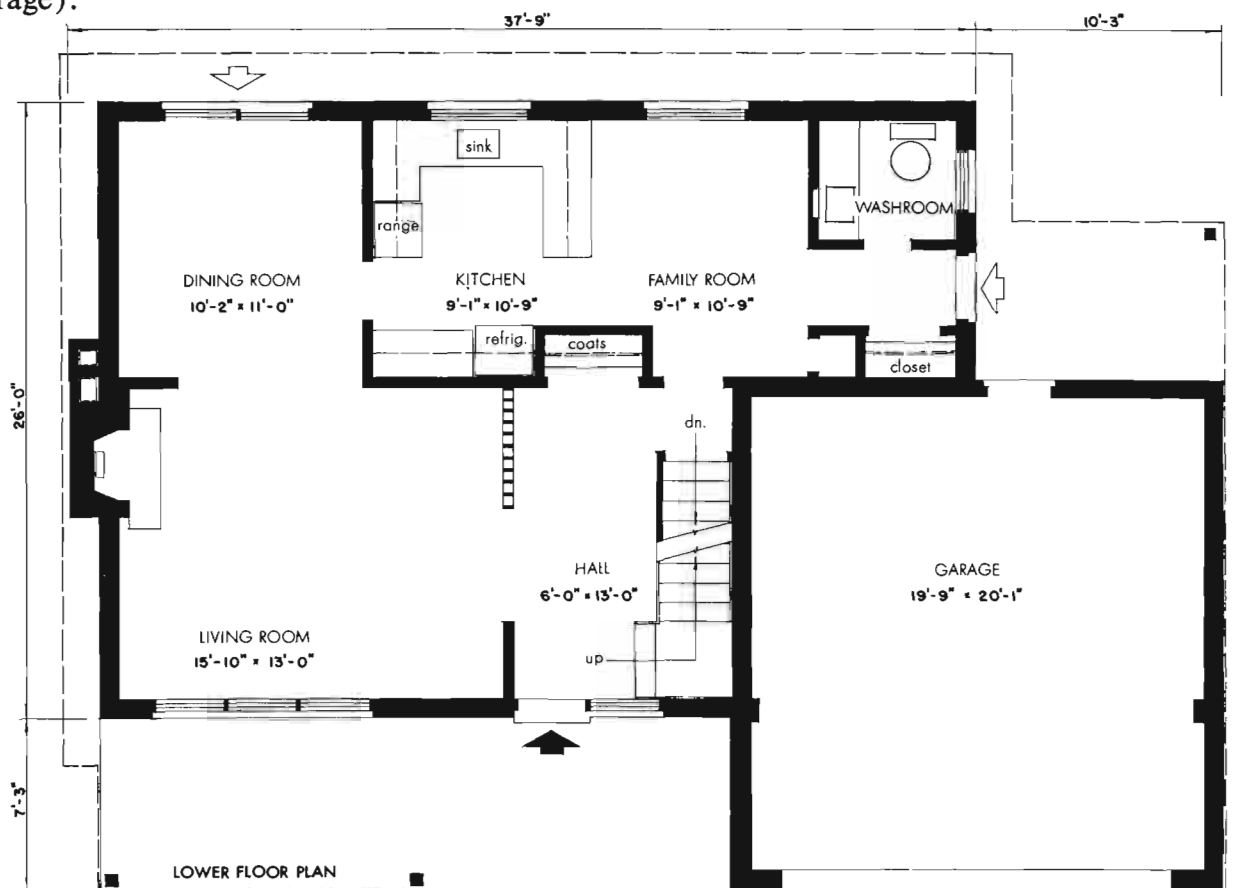 rage).
37'-9" 10'-3"
sink
range
WASHROOM
DINING ROOM
10'-2" x 11'-0"
KITCHEN
9'-1" x 10'-9"
FAMILY ROOM
9'-1" x 10'-9"
refrig.
coats
closet
26'-0"
dn.
HALL
6'-0" x 13'-0"
GARAGE
19'-9" x 20'-1"
LIVING ROOM
15'-10" x 13'-0"
up
7'-3"
LOWER FLOOR PLAN